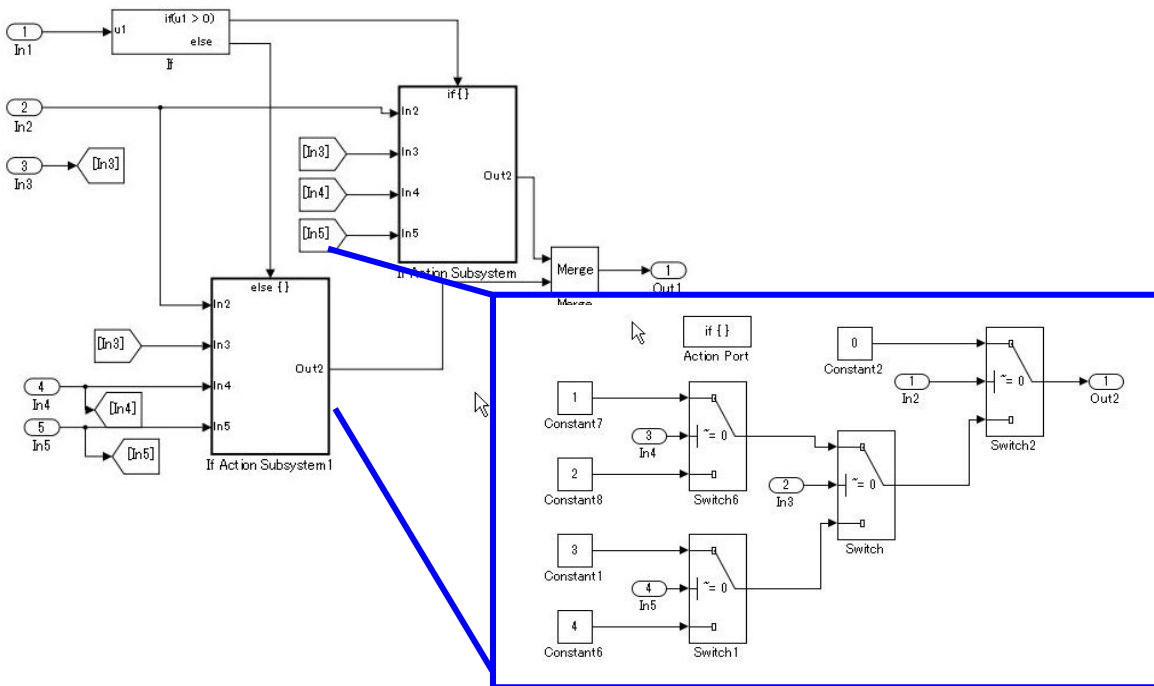 1
In1
u1
if(u1 > 0)
else
If
2
In2
3
In3
[In3]
if { }
In2
[In3]
In3
[In4]
In4
[In5]
In5
Out2
If Action Subsystem
Merge
1
Out1
else { }
In2
[In3]
In3
4
In4
In4
[In4]
5
In5
In5
[In5]
Out2
If Action Subsystem1
if { }
Action Port
0
Constant2
1
In2
~= 0
Switch2
1
Out2
1
Constant7
3
In4
~= 0
2
Constant8
Switch6
2
In3
~= 0
Switch
3
Constant1
4
In5
~= 0
4
Constant6
Switch1